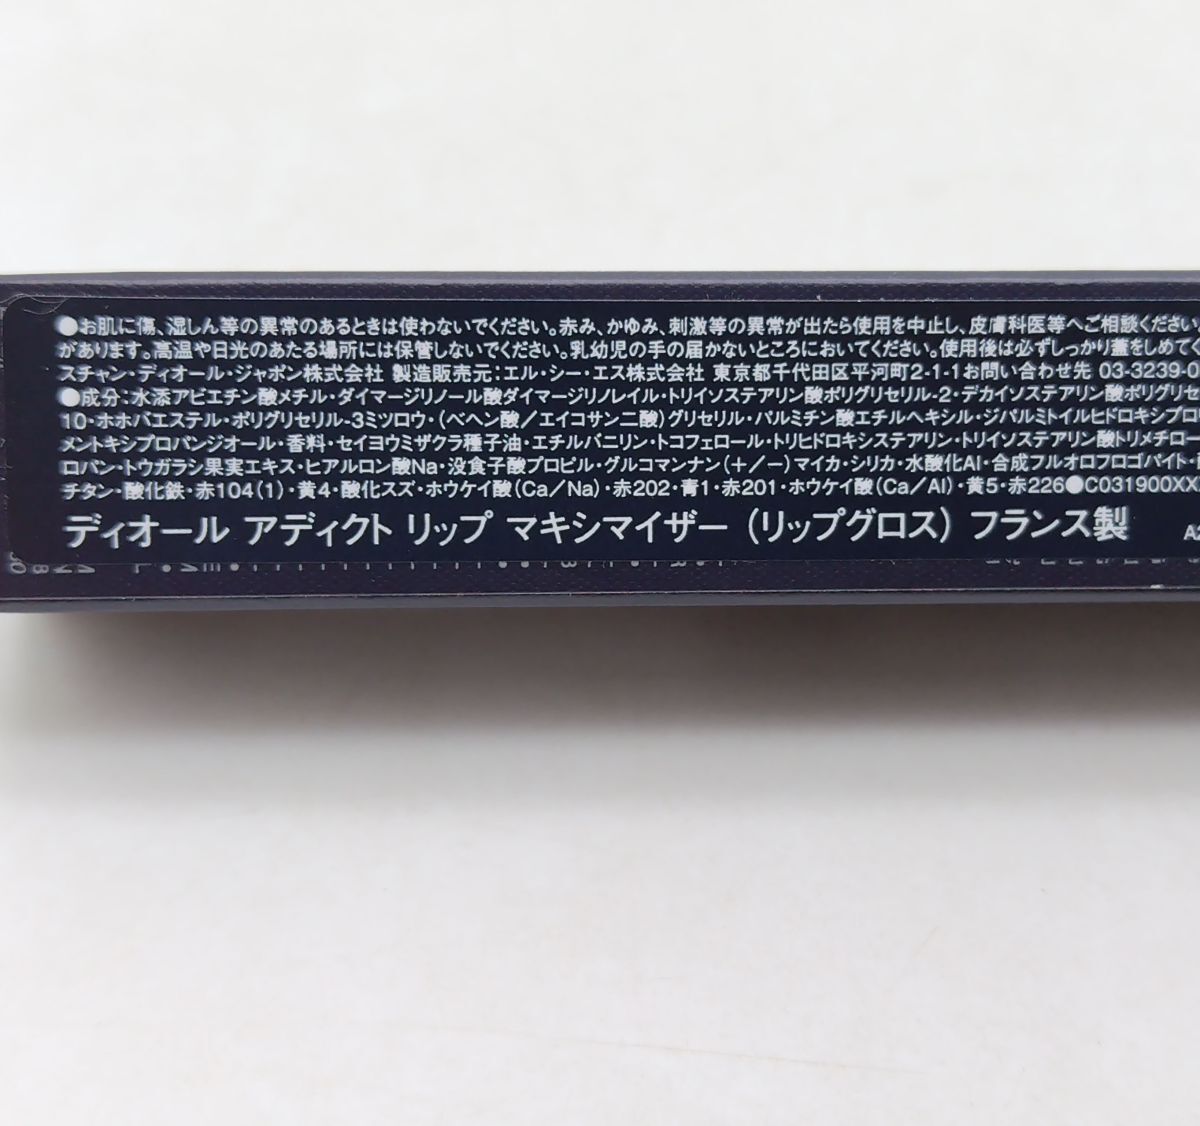 ●お肌に傷、湿しん等の異常のあるときは使わないでください。赤み、かゆみ、刺激等の異常が出たら使用を中止し、皮膚科医等へご相談ください
があります。高温や日光のあたる場所には保管しないでください。乳幼児の手の届かないところにおいてください。使用後は必ずしっかり蓋をしめてく
スチャン・ディオール・ジャポン株式会社 製造販売元：エル・シー・エス株式会社 東京都千代田区平河町2-1-1お問い合わせ先 03-3239-0
●成分：水添アビエチン酸メチル・ダイマージリノール酸ダイマージリノレイル・トリイソステアリン酸ポリグリセリル-2・デカイソステアリン酸ポリグリセ
10・ホホバエステル・ポリグリセリル-3ミツロウ・（ベヘン酸／エイコサン二酸）グリセリル・パルミチン酸エチルヘキシル・ジパルミトイルヒドロキシプロ
メントキシプロパンジオール・香料・セイヨウミザクラ種子油・エチルバニリン・トコフェロール・トリヒドロキシステアリン・トリイソステアリン酸トリメチロー
ロパン・トウガラシ果実エキス・ヒアルロン酸Na・没食子酸プロピル・グルコマンナン（＋／－）マイカ・シリカ・水酸化Al・合成フルオロフロゴパイト・
チタン・酸化鉄・赤104(1)・黄4・酸化スズ・ホウケイ酸（Ca／Na）・赤202・青1・赤201・ホウケイ酸（Ca／Al）・黄5・赤226●C031900XX
ディオール アディクト リップ マキシマイザー（リップグロス）フランス製